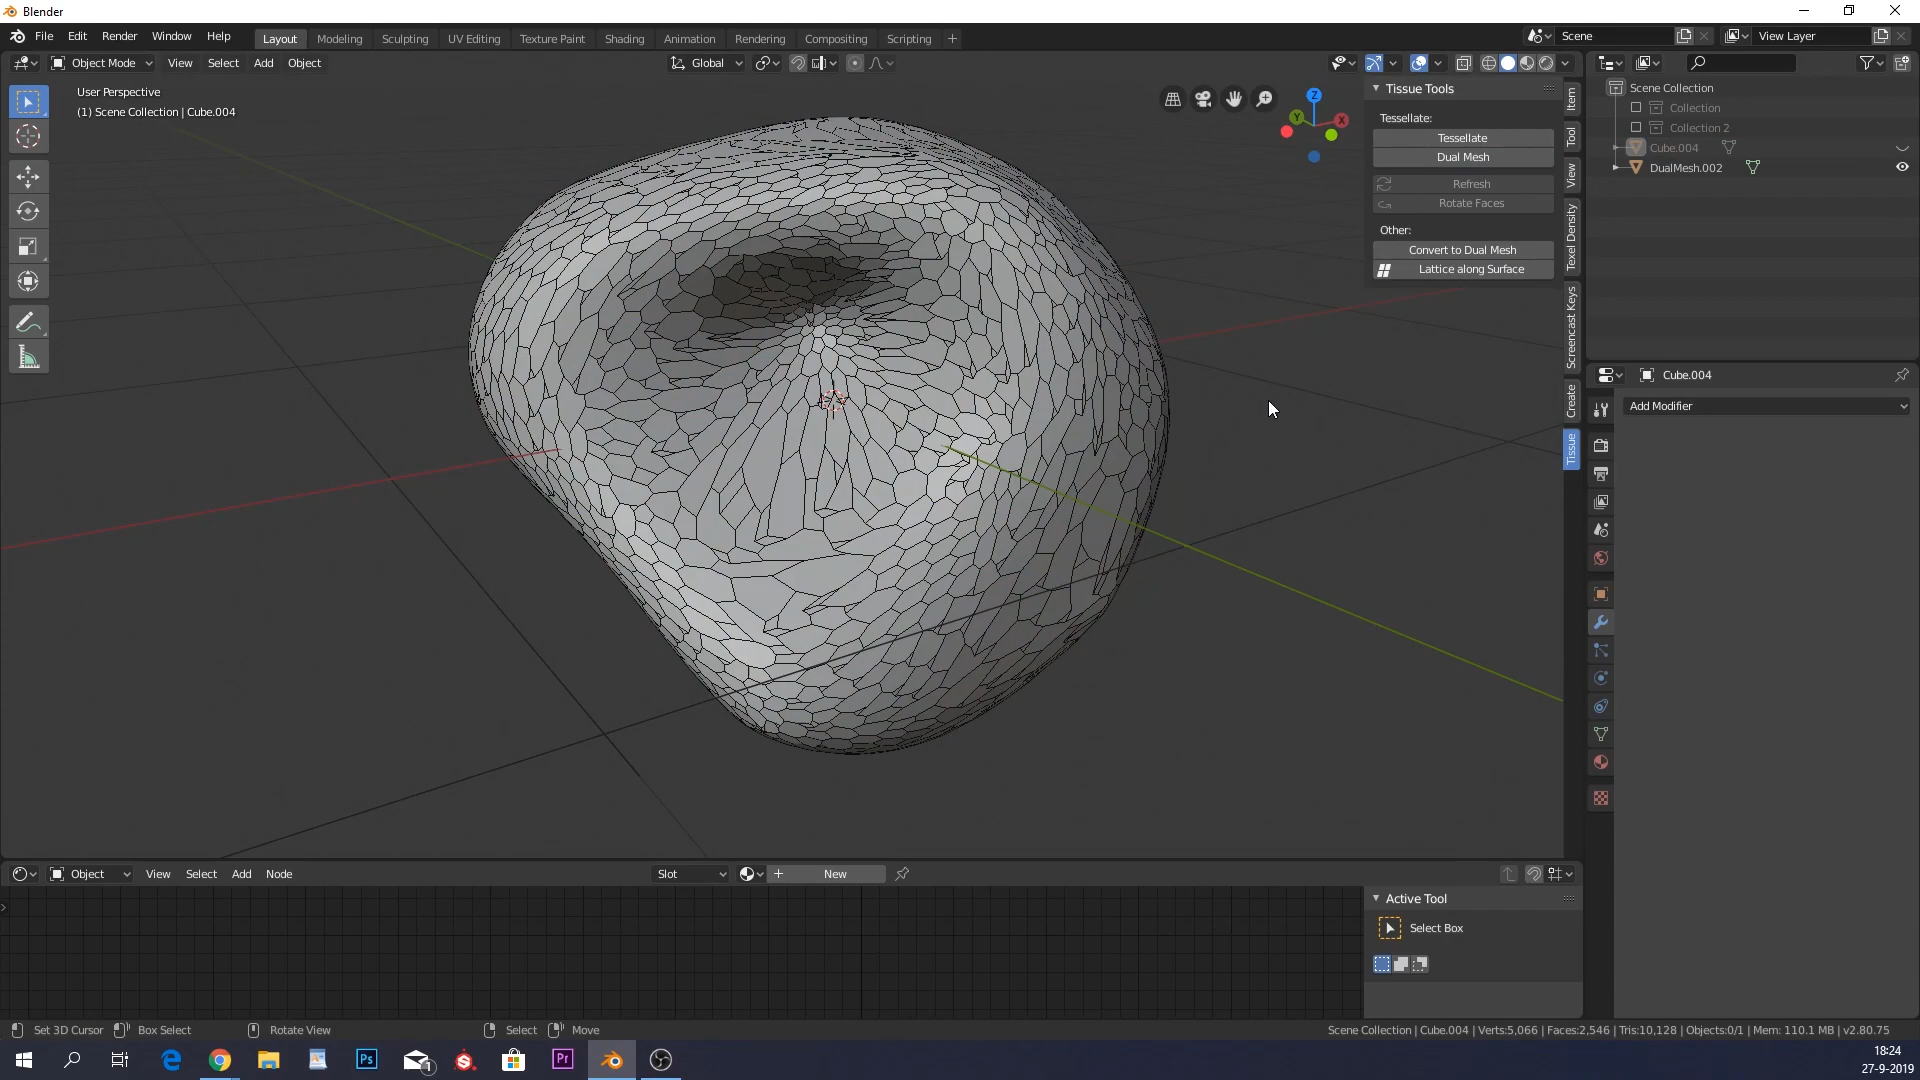 Blender
File Edit Render Window Help
Layout Modeling Sculpting UV Editing Texture Paint Shading Animation Rendering Compositing Scripting +
Scene
View Layer
Object Mode View Select Add Object
Global
User Perspective
(1) Scene Collection | Cube.004
Z
Y
X
Tissue Tools
Tessellate:
Tessellate
Dual Mesh
Refresh
Rotate Faces
Other:
Convert to Dual Mesh
Lattice along Surface
Item
Tool
View
Texel Density
Screencast Keys
Create
Tissue
Scene Collection
Collection
Collection 2
Cube.004
DualMesh.002
Cube.004
Add Modifier
Object View Select Add Node
Slot
New
Active Tool
Select Box
Set 3D Cursor Box Select Rotate View Select Move
Scene Collection | Cube.004 | Verts:5,066 | Faces:2,546 | Tris:10,128 | Objects:0/1 | Mem: 110.1 MB | v2.80.75
Ps
1
Pr
18:24
27-9-2019